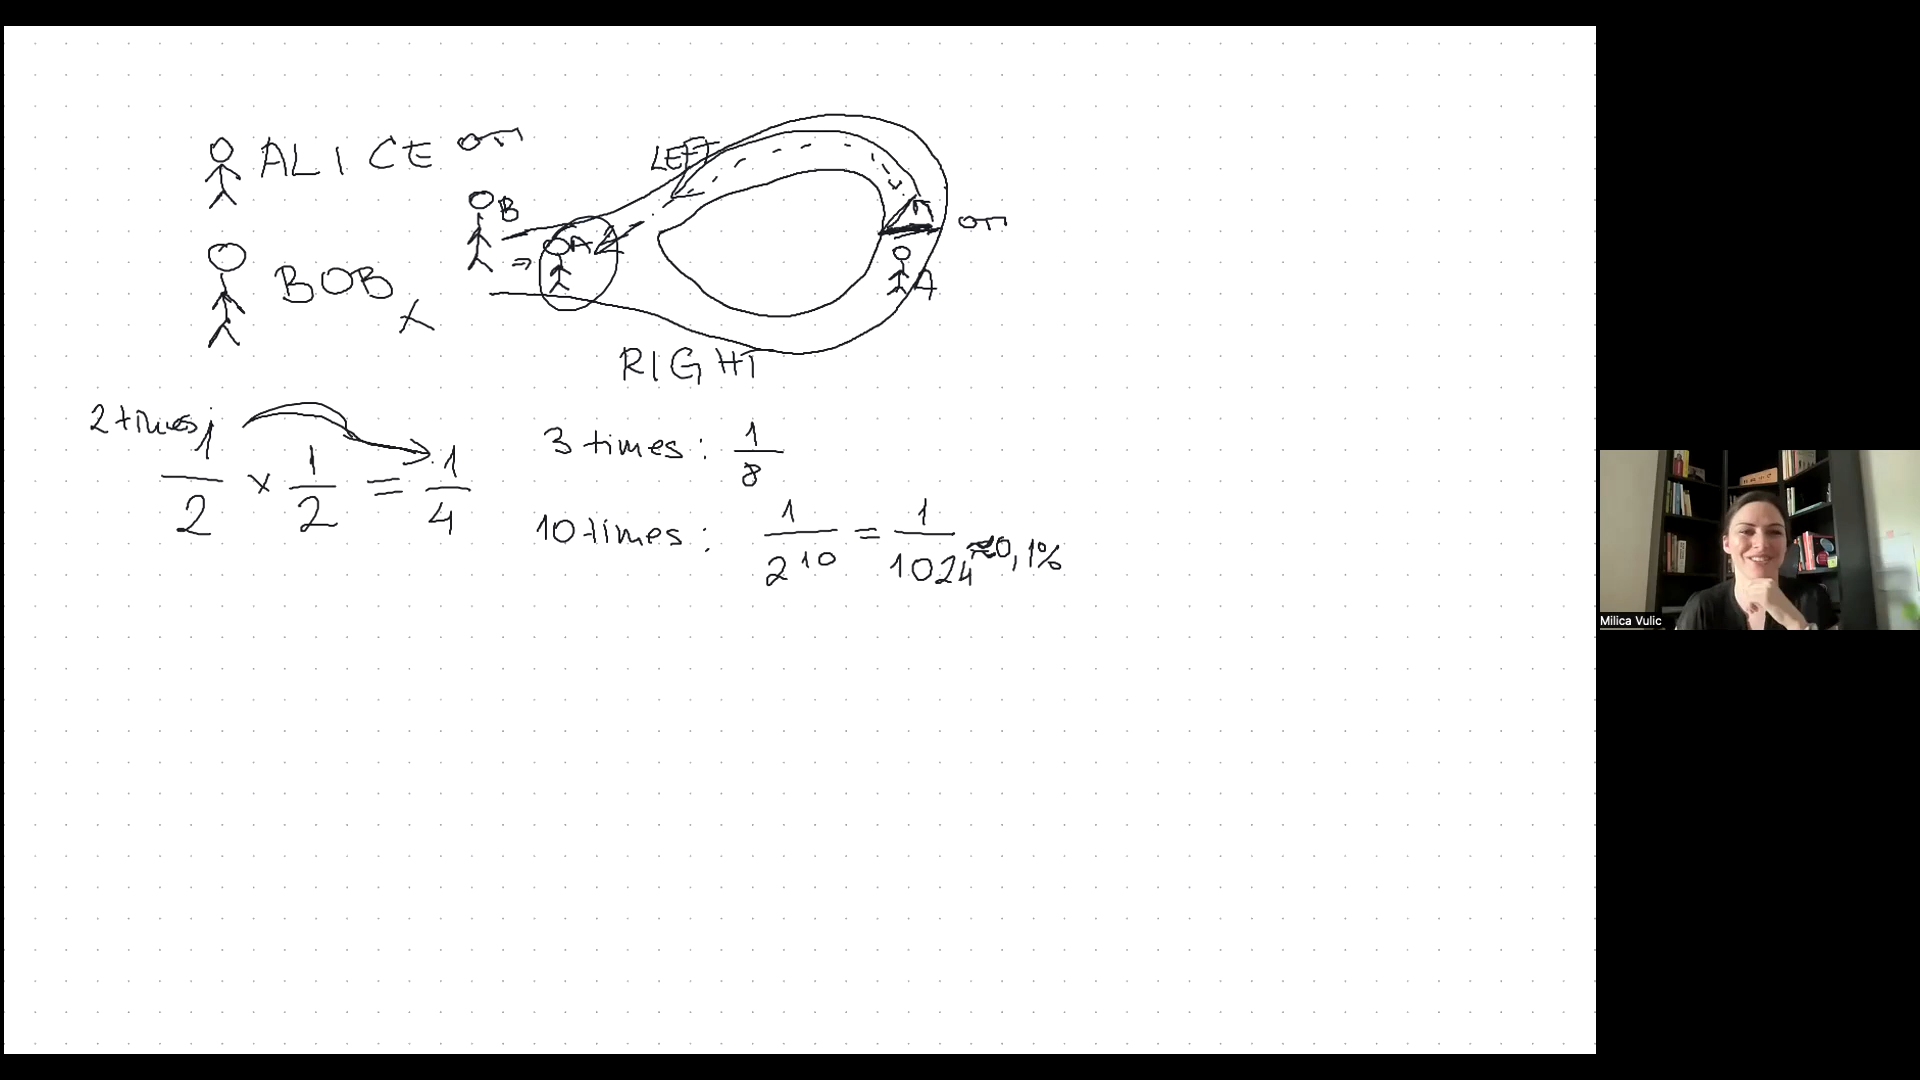 ALICE
LEFT
B
A
BOB
A
RIGHT
2 times:
1/2 x 1/2 = 1/4
3 times: 1/8
10 times: 1/2^10 = 1/1024 ≈0,1%
Milica Vulic